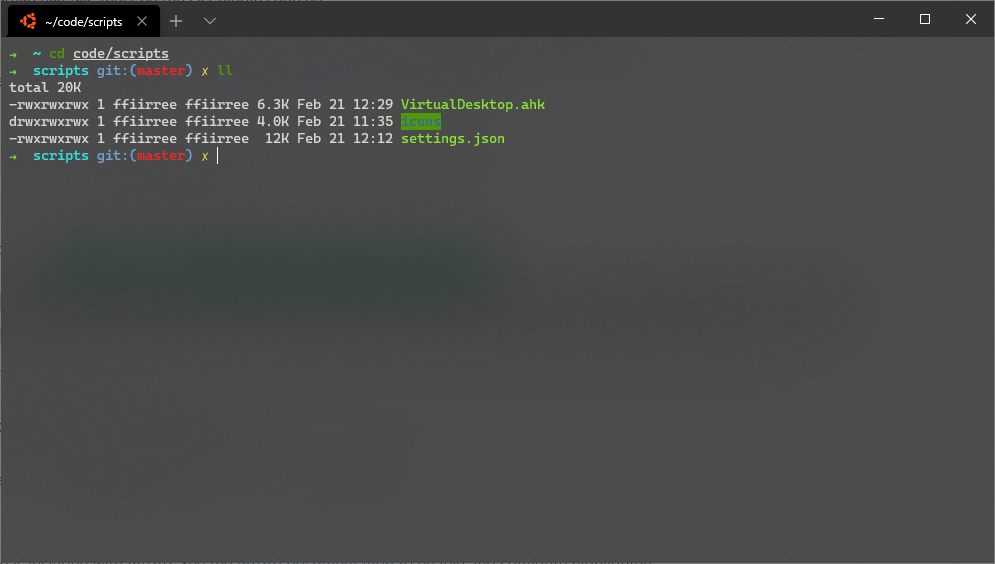 ~/code/scripts
➜  ~ cd code/scripts
➜  scripts git:(master) ✗ ll
total 20K
-rwxrwxrwx 1 ffiirree ffiirree 6.3K Feb 21 12:29 VirtualDesktop.ahk
drwxrwxrwx 1 ffiirree ffiirree 4.0K Feb 21 11:35 icons
-rwxrwxrwx 1 ffiirree ffiirree  12K Feb 21 12:12 settings.json
➜  scripts git:(master) ✗